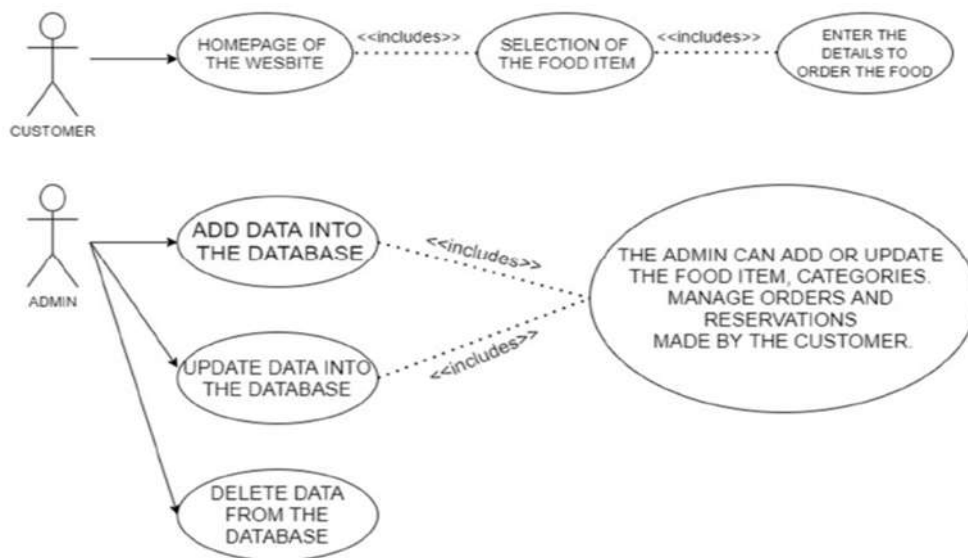 HOMEPAGE OF
THE WESBITE
<<includes>>
SELECTION OF
THE FOOD ITEM
<<includes>>
ENTER THE
DETAILS TO
ORDER THE FOOD
CUSTOMER
ADD DATA INTO
THE DATABASE
<<includes>>
THE ADMIN CAN ADD OR UPDATE
THE FOOD ITEM, CATEGORIES.
MANAGE ORDERS AND
RESERVATIONS
MADE BY THE CUSTOMER.
ADMIN
UPDATE DATA INTO
THE DATABASE
<<includes>>
DELETE DATA
FROM THE
DATABASE